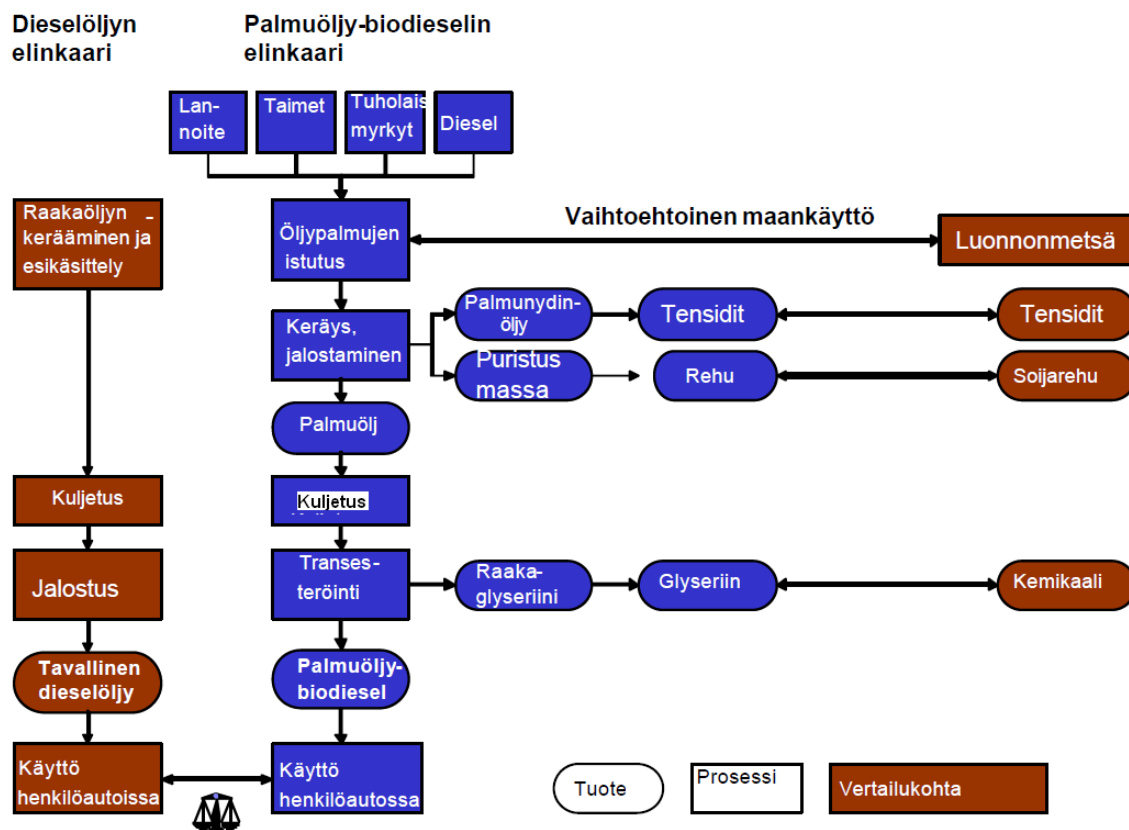 Dieselöljyn
elinkaari
Palmuöljy-biodieselin
elinkaari
Lan-
noite
Taimet
Tuholais
myrkyt
Diesel
Raakaöljyn -
kerääminen ja
esikäsittely
Öljypalmujen
istutus
Vaihtoehtoinen maankäyttö
Luonnonmetsä
Keräys,
jalostaminen
Palmunydin-
öljy
Tensidit
Tensidit
Puristus
massa
Rehu
Soijarehu
Palmuölj
Kuljetus
Kuljetus
Jalostus
Transes-
teröinti
Raaka-
glyseriini
Glyseriin
Kemikaali
Tavallinen
dieselöljy
Palmuöljy-
biodiesel
Käyttö
henkilöautoissa
Käyttö
henkilöautossa
Tuote
Prosessi
Vertailukohta